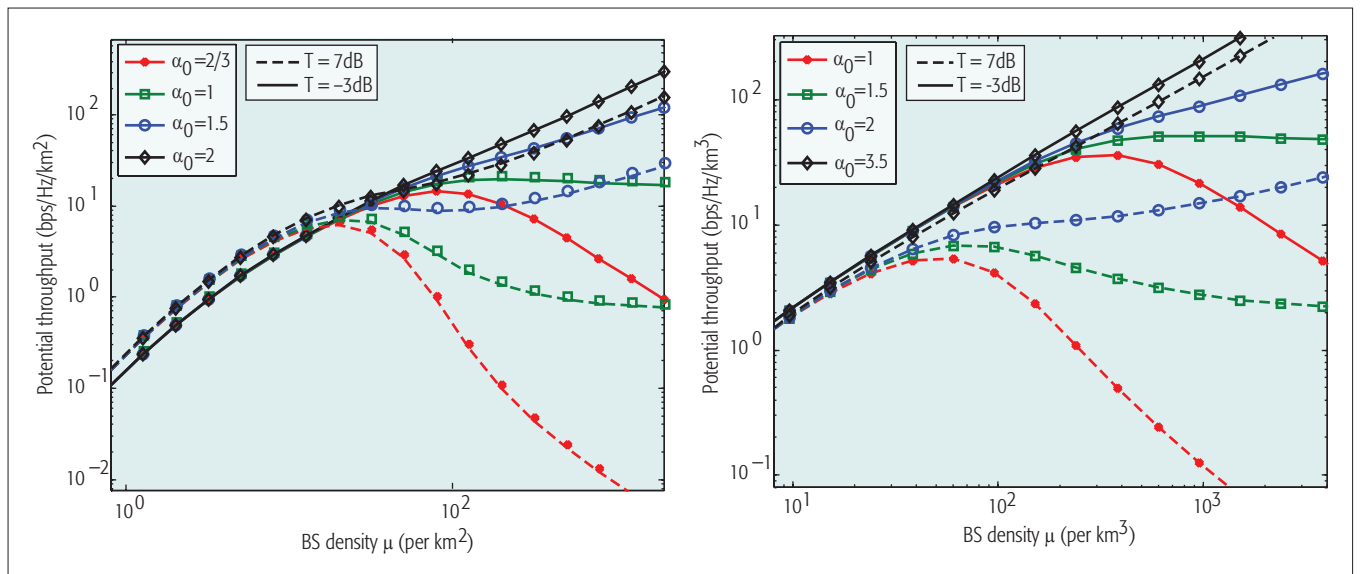 α0=2/3
α0=1
α0=1.5
α0=2
T = 7dB
T = -3dB
Potential throughput (bps/Hz/km2)
10^2
10^1
10^0
10^-1
10^-2
10^0
10^2
BS density μ (per km2)
α0=1
α0=1.5
α0=2
α0=3.5
T = 7dB
T = -3dB
Potential throughput (bps/Hz/km3)
10^2
10^1
10^0
10^-1
10^1
10^2
10^3
BS density μ (per km3)